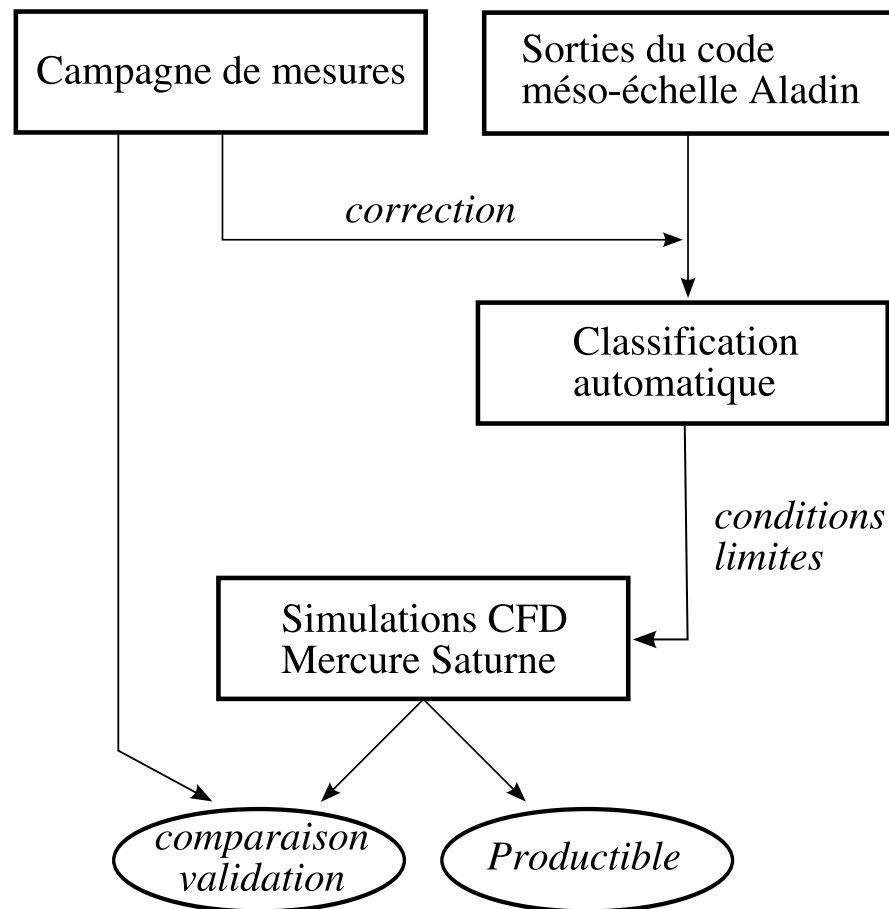 Campagne de mesures
Sorties du code
méso-échelle Aladin
correction
Classification
automatique
conditions
limites
Simulations CFD
Mercure Saturne
comparaison
validation
Productible